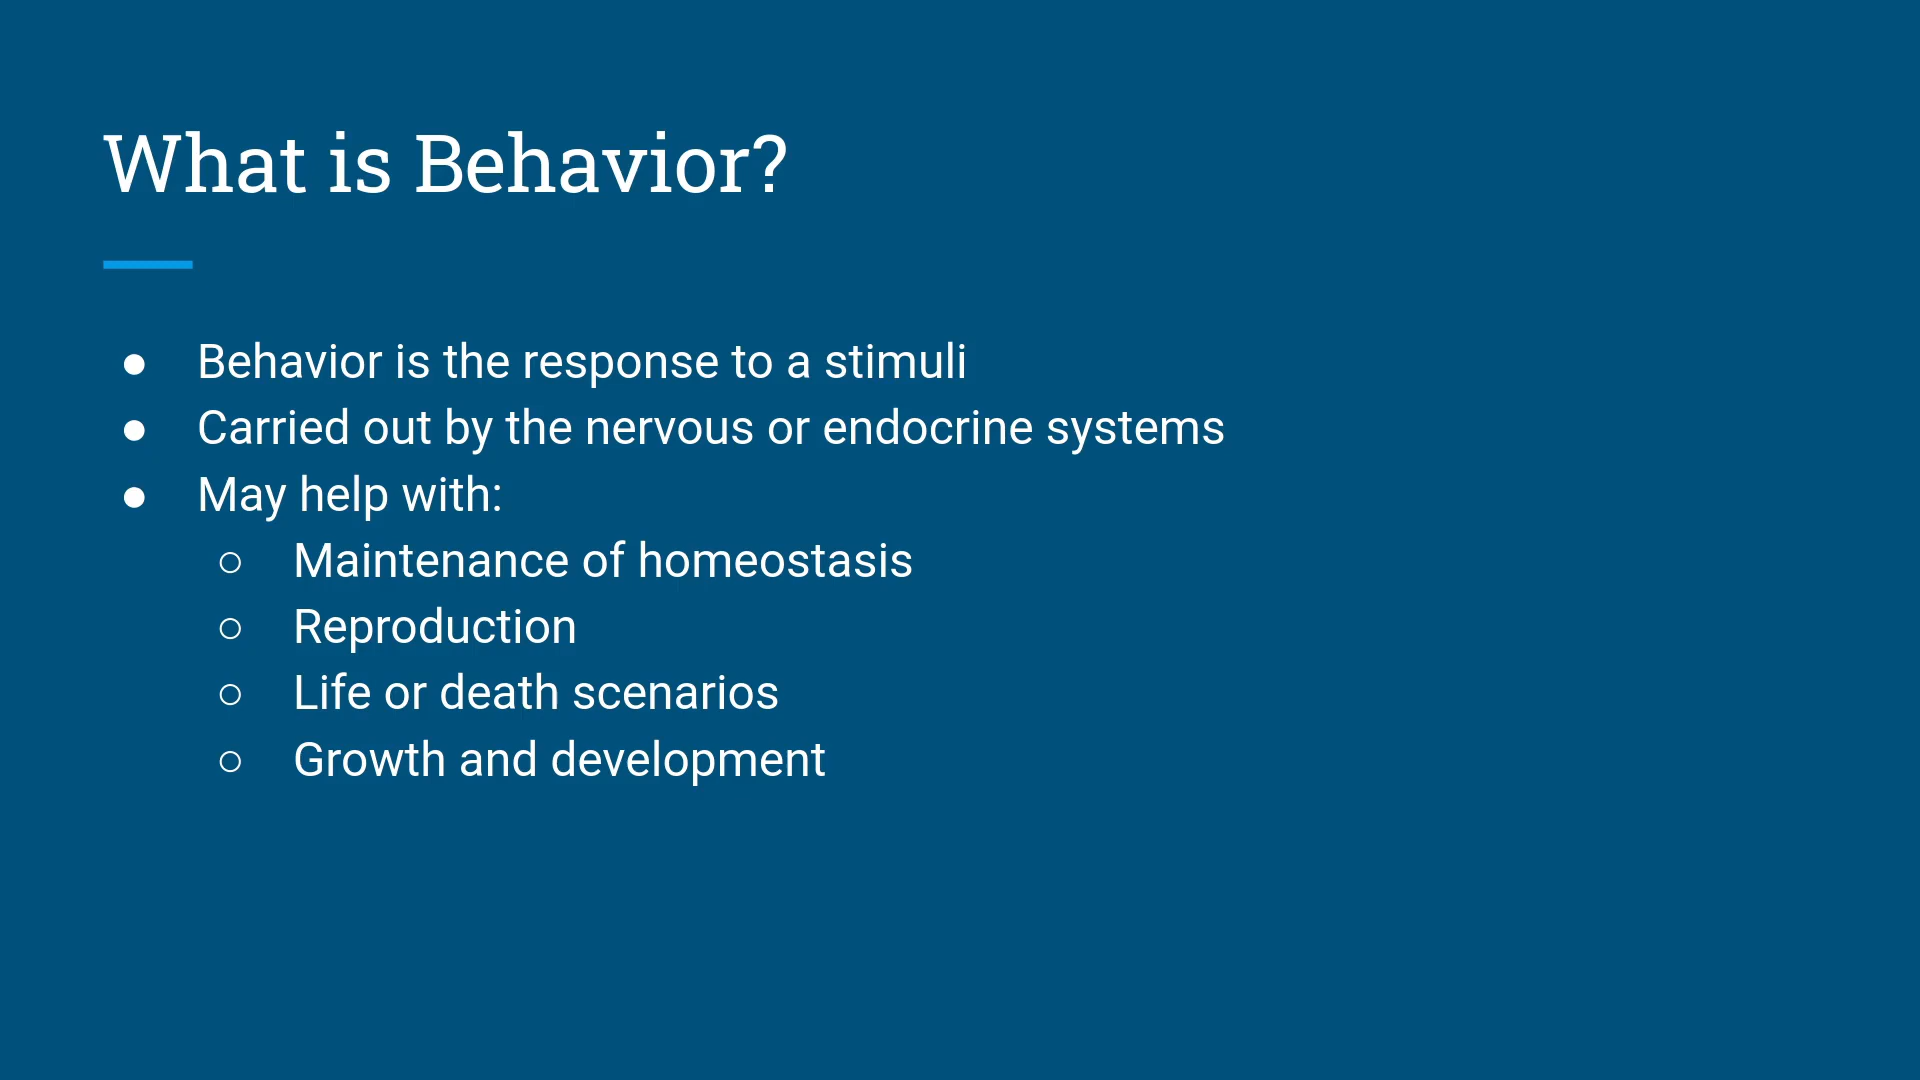 What is Behavior?
● Behavior is the response to a stimuli
● Carried out by the nervous or endocrine systems
● May help with:
○ Maintenance of homeostasis
○ Reproduction
○ Life or death scenarios
○ Growth and development